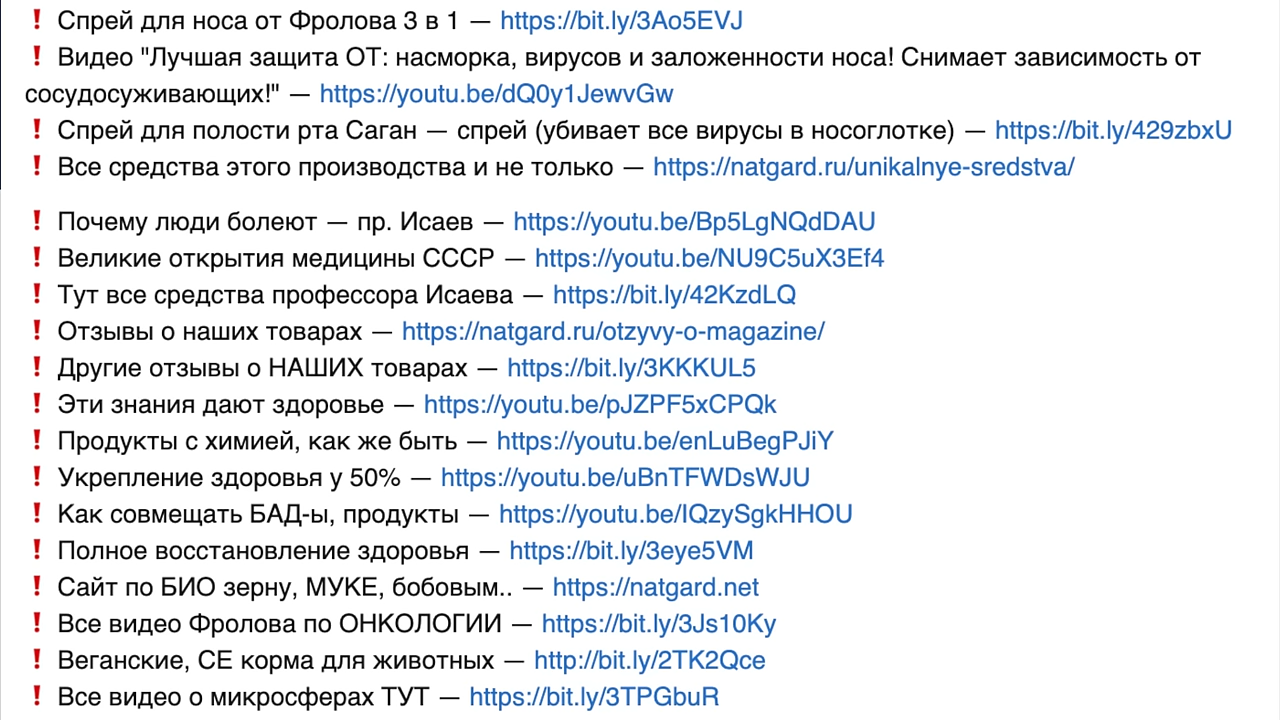 ❗ Спрей для носа от Фролова 3 в 1 — https://bit.ly/3Ao5EVJ
❗ Видео "Лучшая защита ОТ: насморка, вирусов и заложенности носа! Снимает зависимость от
сосудосуживающих!" — https://youtu.be/dQ0y1JewvGw
❗ Спрей для полости рта Саган — спрей (убивает все вирусы в носоглотке) — https://bit.ly/429zbxU
❗ Все средства этого производства и не только — https://natgard.ru/unikalnye-sredstva/
❗ Почему люди болеют — пр. Исаев — https://youtu.be/Bp5LgNQdDAU
❗ Великие открытия медицины СССР — https://youtu.be/NU9C5uX3Ef4
❗ Тут все средства профессора Исаева — https://bit.ly/42KzdLQ
❗ Отзывы о наших товарах — https://natgard.ru/otzyvy-o-magazine/
❗ Другие отзывы о НАШИХ товарах — https://bit.ly/3KKKUL5
❗ Эти знания дают здоровье — https://youtu.be/pJZPF5xCPQk
❗ Продукты с химией, как же быть — https://youtu.be/enLuBegPJiY
❗ Укрепление здоровья у 50% — https://youtu.be/uBnTFWDsWJU
❗ Как совмещать БАД-ы, продукты — https://youtu.be/IQzySgkHHOU
❗ Полное восстановление здоровья — https://bit.ly/3eye5VM
❗ Сайт по БИО зерну, МУКЕ, бобовым.. — https://natgard.net
❗ Все видео Фролова по ОНКОЛОГИИ — https://bit.ly/3Js10Ky
❗ Веганские, СЕ корма для животных — http://bit.ly/2TK2Qce
❗ Все видео о микросферах ТУТ — https://bit.ly/3TPGbuR